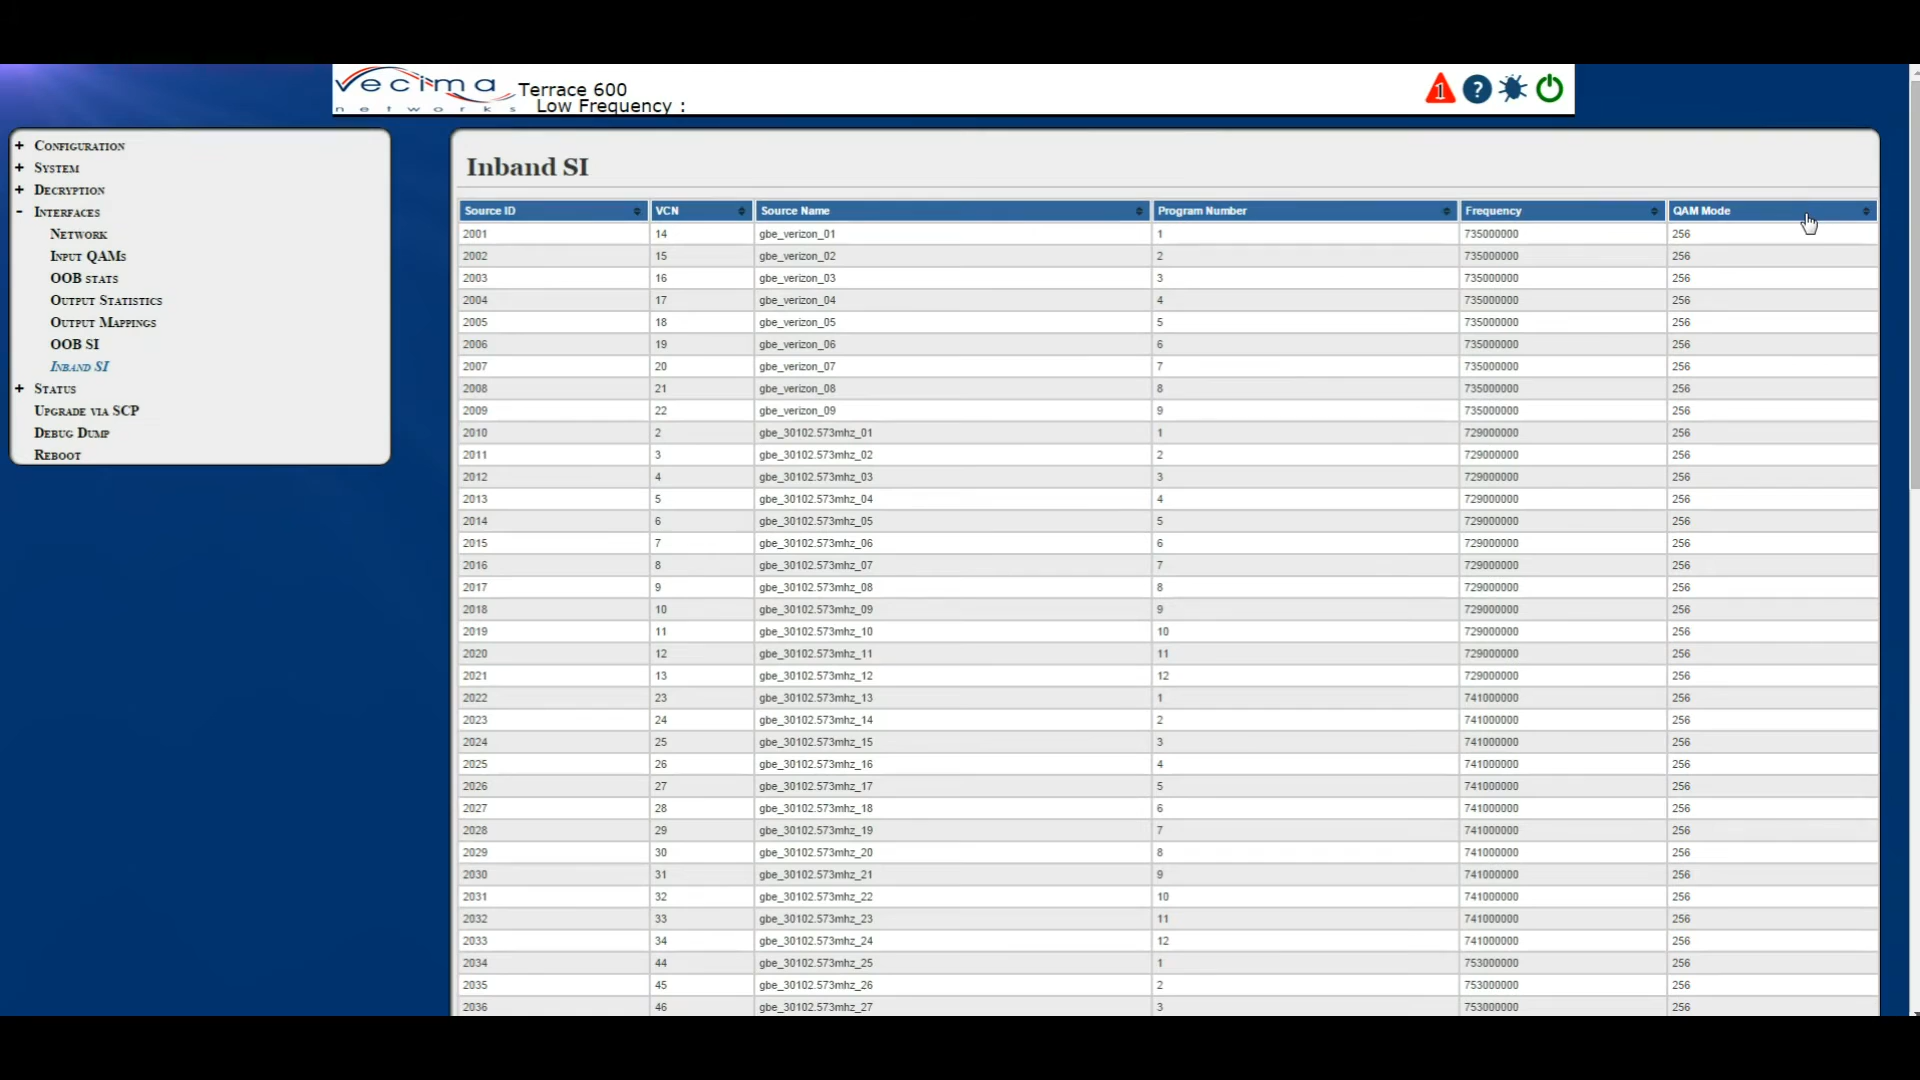 vecima
networks
Terrace 600
Low Frequency :
1
?
+ CONFIGURATION
+ SYSTEM
+ DECRYPTION
- INTERFACES
NETWORK
INPUT QAMS
OOB STATS
OUTPUT STATISTICS
OUTPUT MAPPINGS
OOB SI
INBAND SI
+ STATUS
UPGRADE VIA SCP
DEBUG DUMP
REBOOT
Inband SI
Source ID VCN Source Name Program Number Frequency QAM Mode
2001 14 gbe_verizon_01 1 735000000 256
2002 15 gbe_verizon_02 2 735000000 256
2003 16 gbe_verizon_03 3 735000000 256
2004 17 gbe_verizon_04 4 735000000 256
2005 18 gbe_verizon_05 5 735000000 256
2006 19 gbe_verizon_06 6 735000000 256
2007 20 gbe_verizon_07 7 735000000 256
2008 21 gbe_verizon_08 8 735000000 256
2009 22 gbe_verizon_09 9 735000000 256
2010 2 gbe_30102.573mhz_01 1 729000000 256
2011 3 gbe_30102.573mhz_02 2 729000000 256
2012 4 gbe_30102.573mhz_03 3 729000000 256
2013 5 gbe_30102.573mhz_04 4 729000000 256
2014 6 gbe_30102.573mhz_05 5 729000000 256
2015 7 gbe_30102.573mhz_06 6 729000000 256
2016 8 gbe_30102.573mhz_07 7 729000000 256
2017 9 gbe_30102.573mhz_08 8 729000000 256
2018 10 gbe_30102.573mhz_09 9 729000000 256
2019 11 gbe_30102.573mhz_10 10 729000000 256
2020 12 gbe_30102.573mhz_11 11 729000000 256
2021 13 gbe_30102.573mhz_12 12 729000000 256
2022 23 gbe_30102.573mhz_13 1 741000000 256
2023 24 gbe_30102.573mhz_14 2 741000000 256
2024 25 gbe_30102.573mhz_15 3 741000000 256
2025 26 gbe_30102.573mhz_16 4 741000000 256
2026 27 gbe_30102.573mhz_17 5 741000000 256
2027 28 gbe_30102.573mhz_18 6 741000000 256
2028 29 gbe_30102.573mhz_19 7 741000000 256
2029 30 gbe_30102.573mhz_20 8 741000000 256
2030 31 gbe_30102.573mhz_21 9 741000000 256
2031 32 gbe_30102.573mhz_22 10 741000000 256
2032 33 gbe_30102.573mhz_23 11 741000000 256
2033 34 gbe_30102.573mhz_24 12 741000000 256
2034 44 gbe_30102.573mhz_25 1 753000000 256
2035 45 gbe_30102.573mhz_26 2 753000000 256
2036 46 gbe_30102.573mhz_27 3 753000000 256